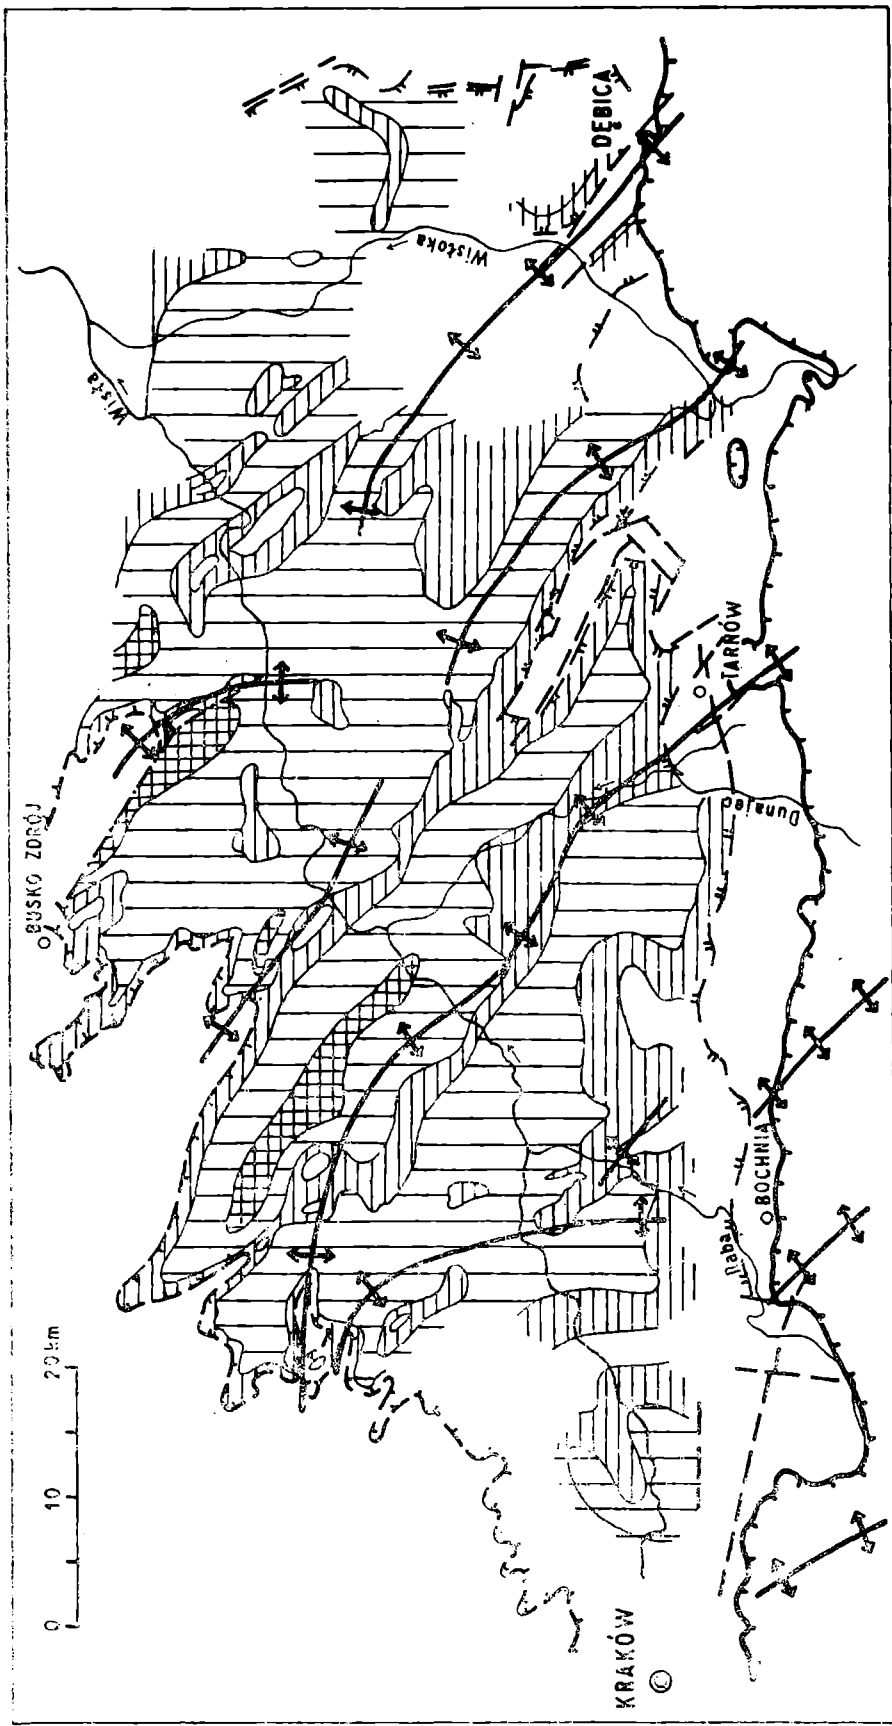 BUSKO ZDRÓJ
Wisła
Wisłoka
DĘBICA
TARNÓW
Dunajec
BOCHNIA
Raba
KRAKÓW
0 10 20 km